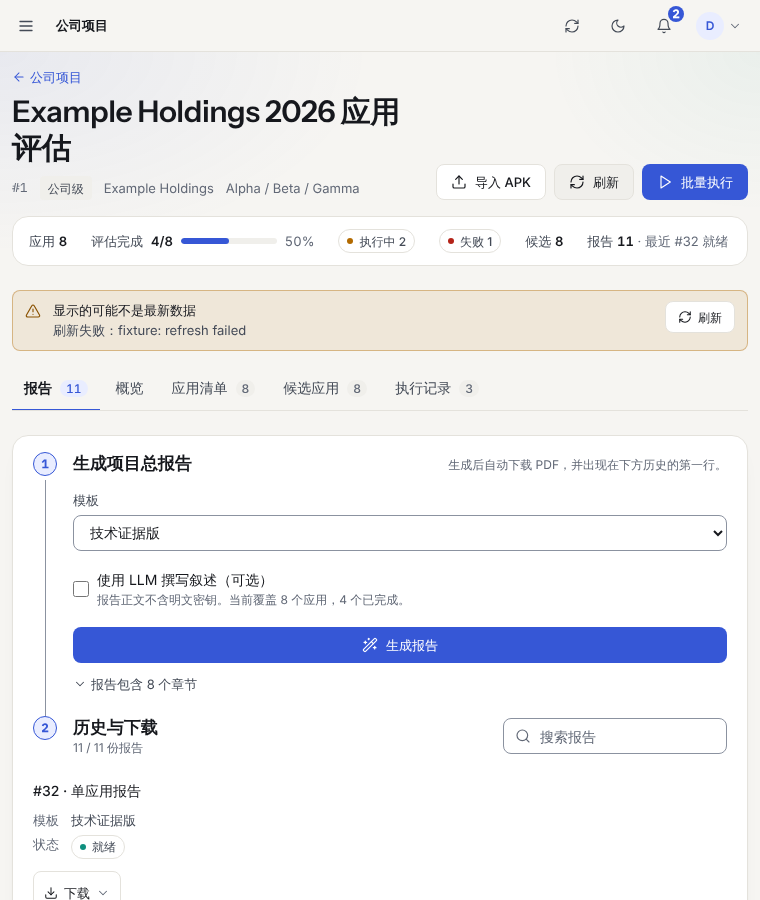 公司项目
2
D
公司项目
Example Holdings 2026 应用
评估
#1 公司级 Example Holdings Alpha / Beta / Gamma
导入 APK
刷新
批量执行
应用 8 评估完成 4/8 50% 执行中 2 失败 1 候选 8 报告 11 · 最近 #32 就绪
显示的可能不是最新数据
刷新失败：fixture: refresh failed
刷新
报告 11 概览 应用清单 8 候选应用 8 执行记录 3
1 生成项目总报告 生成后自动下载 PDF，并出现在下方历史的第一行。
模板
技术证据版
使用 LLM 撰写叙述（可选）
报告正文不含明文密钥。当前覆盖 8 个应用，4 个已完成。
生成报告
报告包含 8 个章节
2 历史与下载
11 / 11 份报告
搜索报告
#32 · 单应用报告
模板 技术证据版
状态 就绪
下载